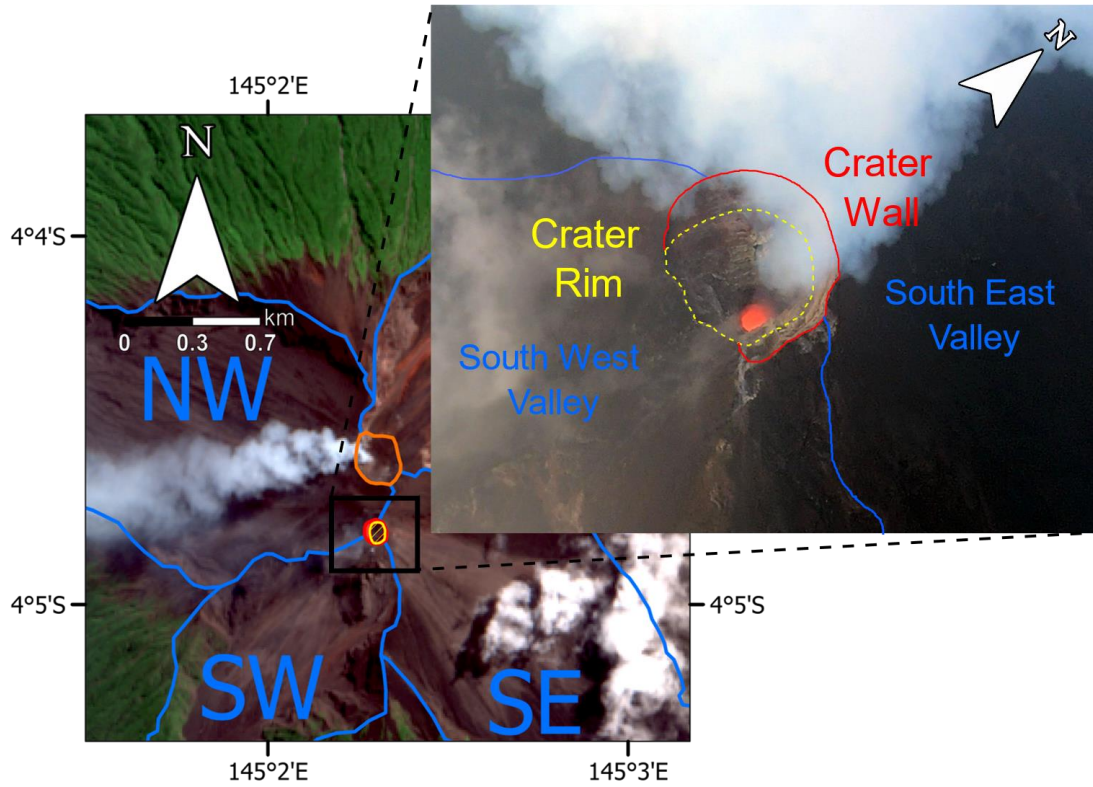 145°2'E
N
4°4'S
km
0 0.3 0.7
NW
SW
SE
4°5'S
4°5'S
145°2'E
145°3'E
N
Crater
Wall
Crater
Rim
South East
Valley
South West
Valley